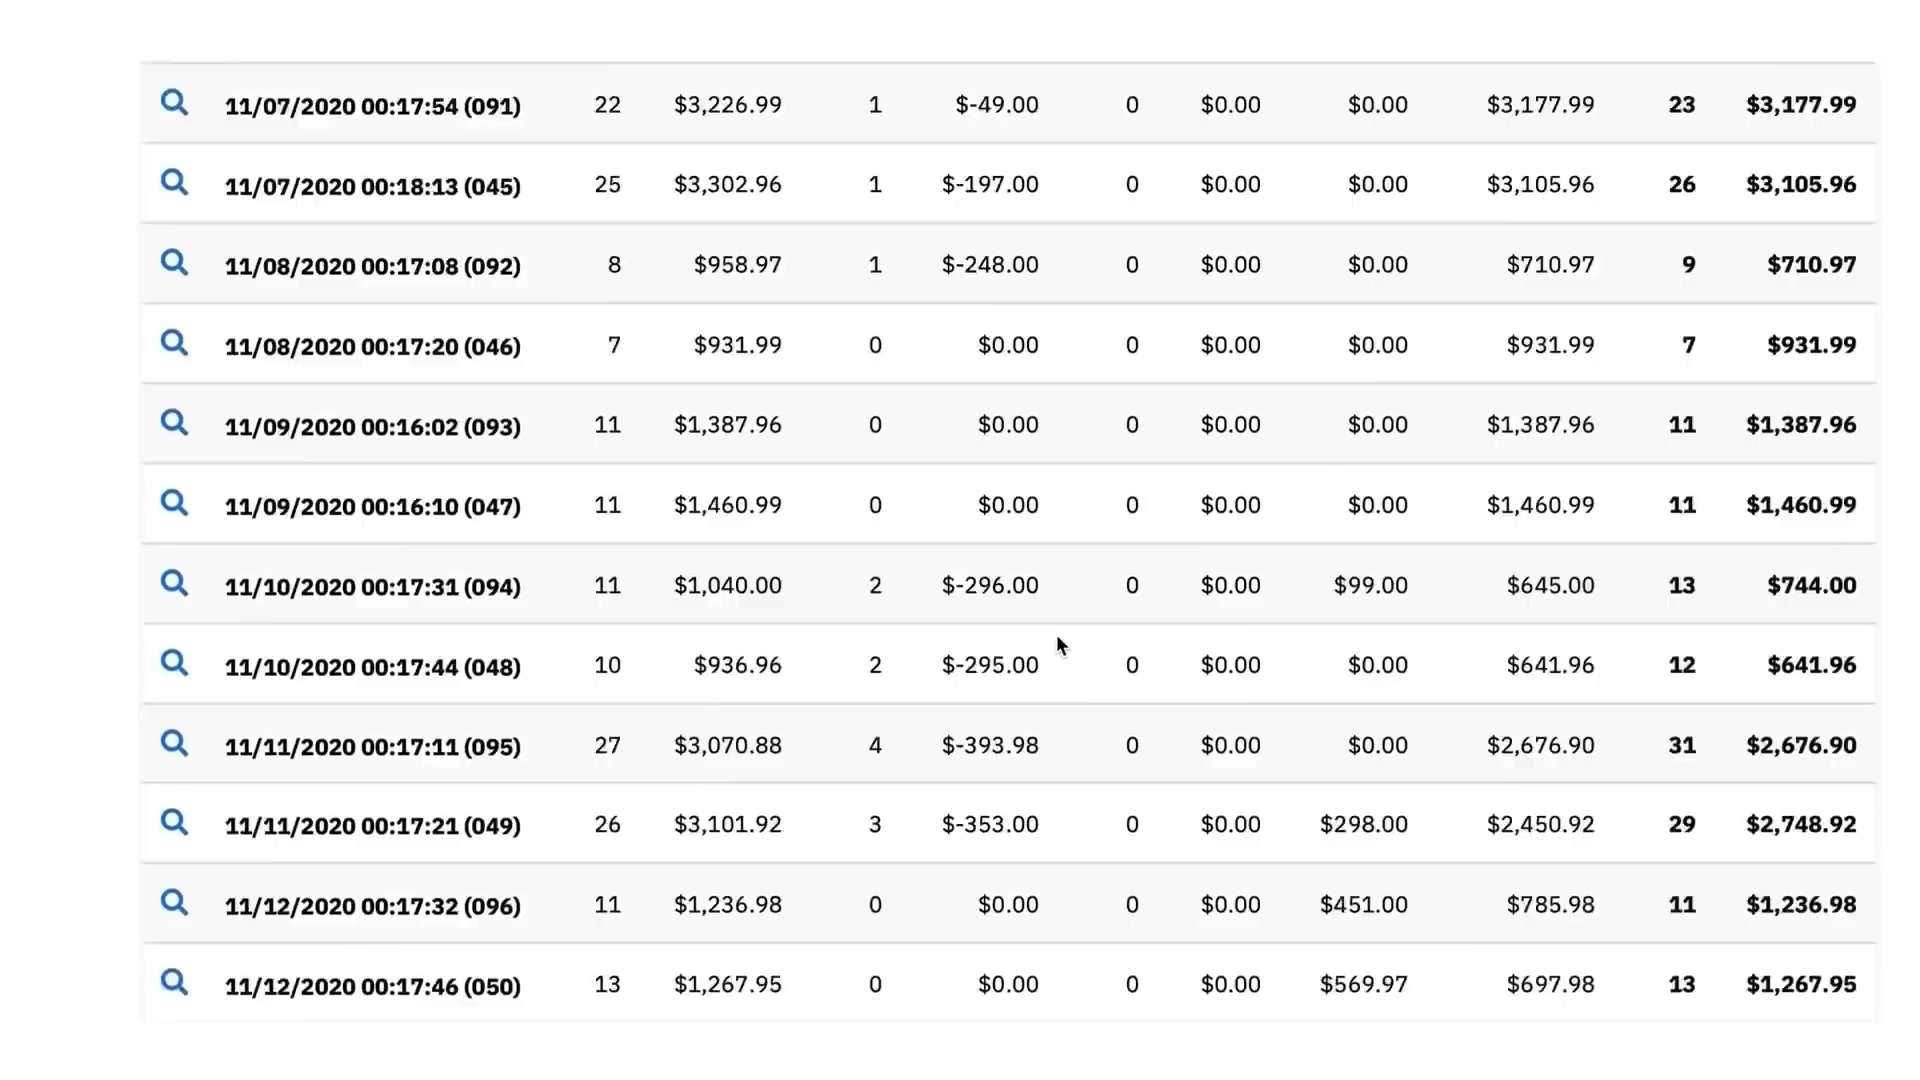 11/07/2020 00:17:54 (091) 22 $3,226.99 1 $-49.00 0 $0.00 $0.00 $3,177.99 23 $3,177.99
11/07/2020 00:18:13 (045) 25 $3,302.96 1 $-197.00 0 $0.00 $0.00 $3,105.96 26 $3,105.96
11/08/2020 00:17:08 (092) 8 $958.97 1 $-248.00 0 $0.00 $0.00 $710.97 9 $710.97
11/08/2020 00:17:20 (046) 7 $931.99 0 $0.00 0 $0.00 $0.00 $931.99 7 $931.99
11/09/2020 00:16:02 (093) 11 $1,387.96 0 $0.00 0 $0.00 $0.00 $1,387.96 11 $1,387.96
11/09/2020 00:16:10 (047) 11 $1,460.99 0 $0.00 0 $0.00 $0.00 $1,460.99 11 $1,460.99
11/10/2020 00:17:31 (094) 11 $1,040.00 2 $-296.00 0 $0.00 $99.00 $645.00 13 $744.00
11/10/2020 00:17:44 (048) 10 $936.96 2 $-295.00 0 $0.00 $0.00 $641.96 12 $641.96
11/11/2020 00:17:11 (095) 27 $3,070.88 4 $-393.98 0 $0.00 $0.00 $2,676.90 31 $2,676.90
11/11/2020 00:17:21 (049) 26 $3,101.92 3 $-353.00 0 $0.00 $298.00 $2,450.92 29 $2,748.92
11/12/2020 00:17:32 (096) 11 $1,236.98 0 $0.00 0 $0.00 $451.00 $785.98 11 $1,236.98
11/12/2020 00:17:46 (050) 13 $1,267.95 0 $0.00 0 $0.00 $569.97 $697.98 13 $1,267.95